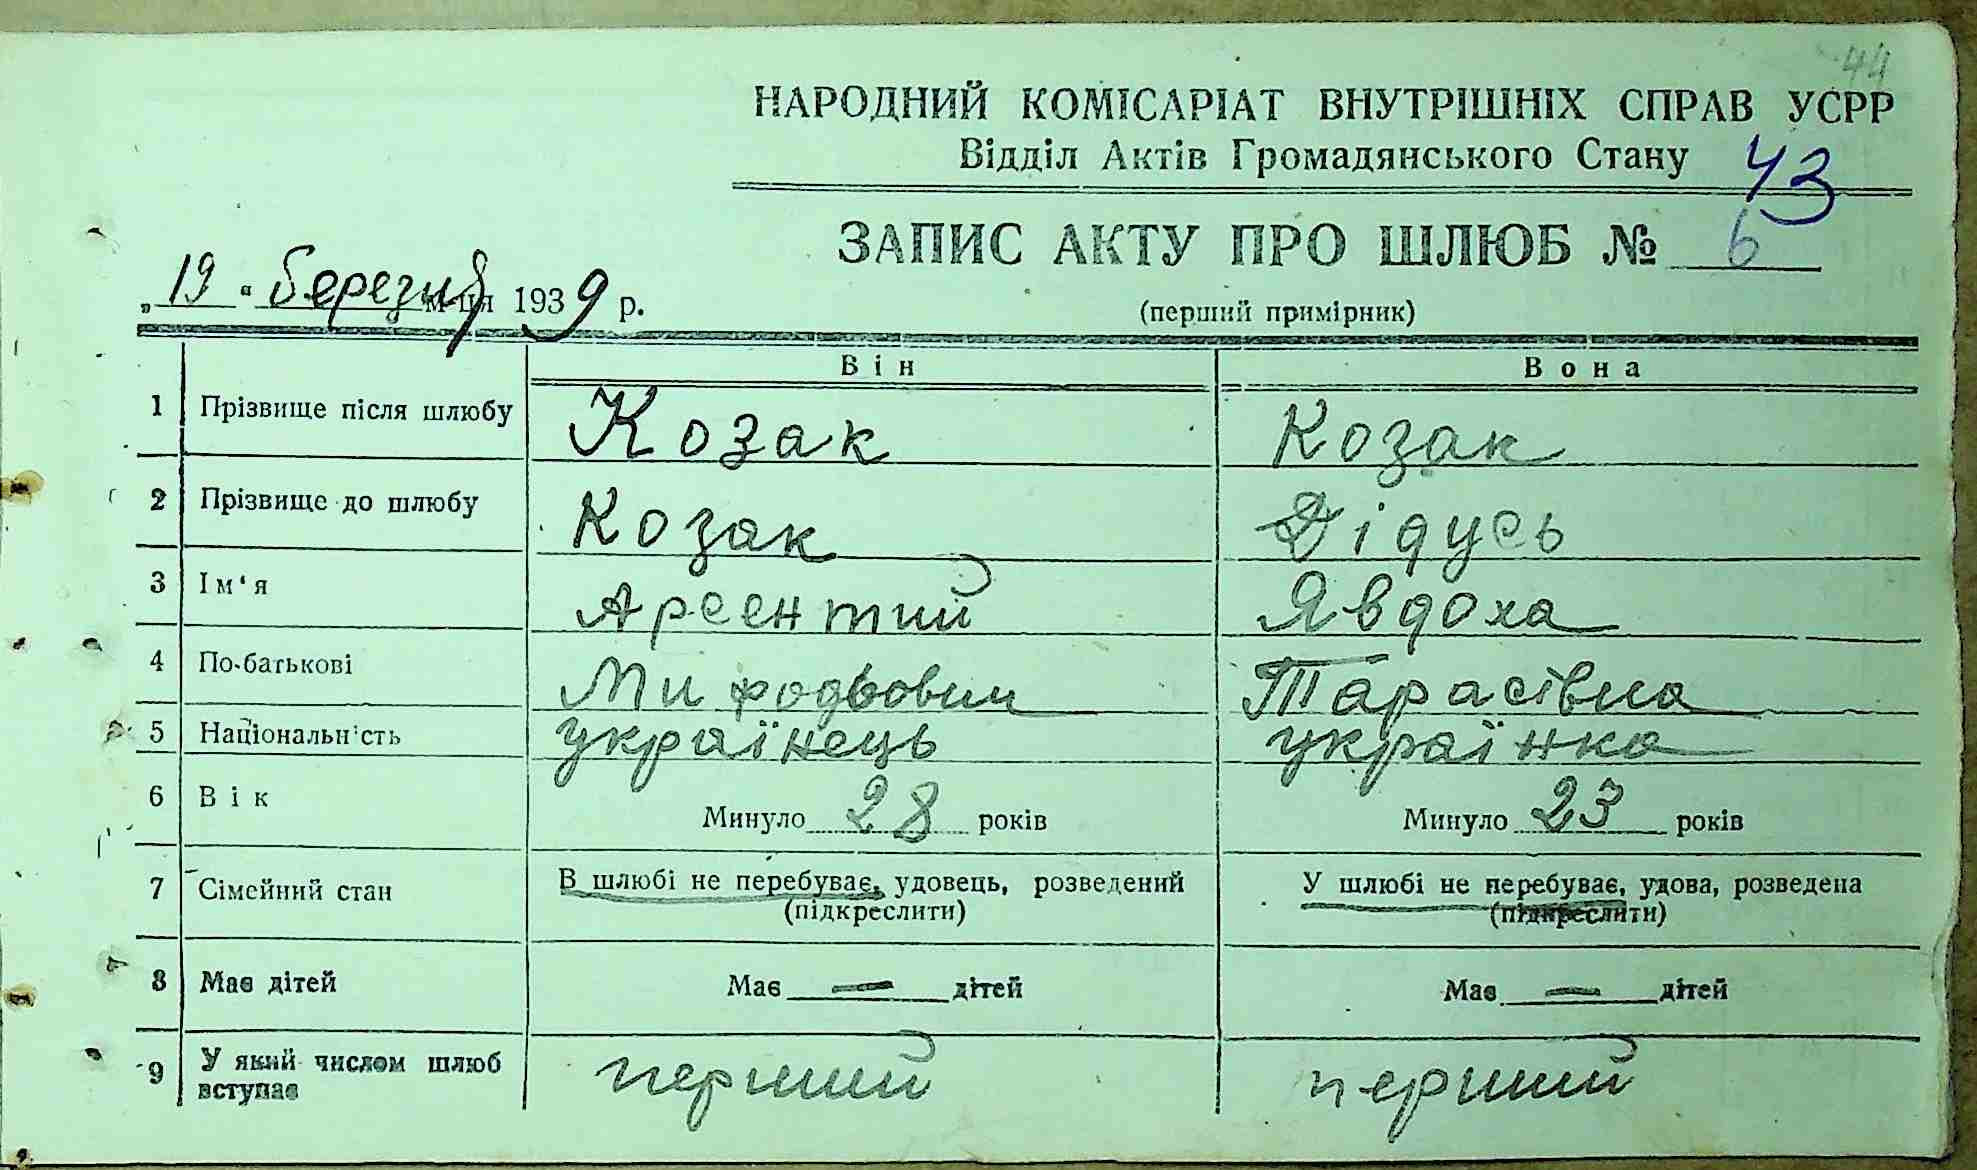 44
НАРОДНИЙ КОМІСАРІАТ ВНУТРІШНІХ СПРАВ УСРР
Відділ Актів Громадянського Стану 43
ЗАПИС АКТУ ПРО ШЛЮБ № 6
„19“ березня м-ця 1939 р. (перший примірник)
Він Вона
1 Прізвище після шлюбу Козак Козак
2 Прізвище до шлюбу Козак Дідусь
3 Ім‘я Арсентий Явдоха
4 По-батькові Тарасівна
5 Національність українець українка
6 Вік Минуло 28 років Минуло 23 років
7 Сімейний стан В шлюбі не перебуває, удовець, розведений У шлюбі не перебуває, удова, розведена
(підкреслити) (підкреслити)
8 Має дітей Має — дітей Має — дітей
9 У який числом шлюб вступає перший перший